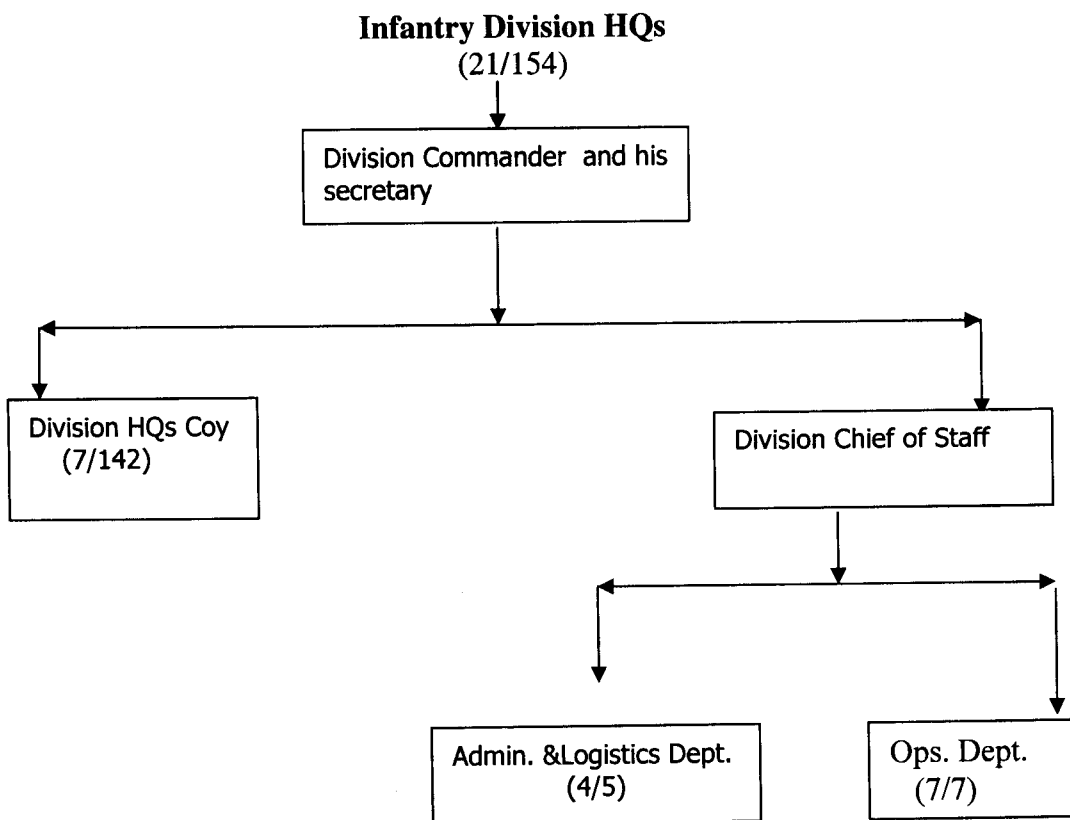 Infantry Division HQs
(21/154)
Division Commander and his
secretary
Division HQs Coy
(7/142)
Division Chief of Staff
Admin. &Logistics Dept.
(4/5)
Ops. Dept.
(7/7)